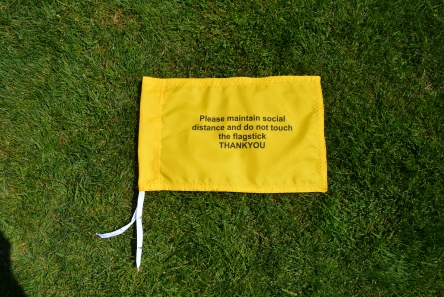 Please maintain social
distance and do not touch
the flagstick
THANKYOU